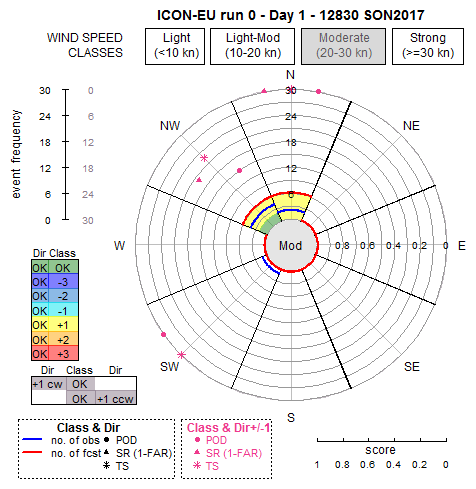 ICON-EU run 0 - Day 1 - 12830 SON2017
WIND SPEED CLASSES
Light (<10 kn)
Light-Mod (10-20 kn)
Moderate (20-30 kn)
Strong (>=30 kn)
N
NE
E
SE
S
SW
W
NW
event frequency
30 0
24 6
18 12
12 18
6 24
0 30
30
24
18
12
6
0
Mod
0.8 0.6 0.4 0.2 0
Dir Class
OK OK
OK -3
OK -2
OK -1
OK +1
OK +2
OK +3
Dir Class Dir
+1 cw OK
OK +1 ccw
Class & Dir
no. of obs POD
no. of fcst SR (1-FAR)
TS
Class & Dir+/-1
POD
SR (1-FAR)
TS
score
1 0.8 0.6 0.4 0.2 0